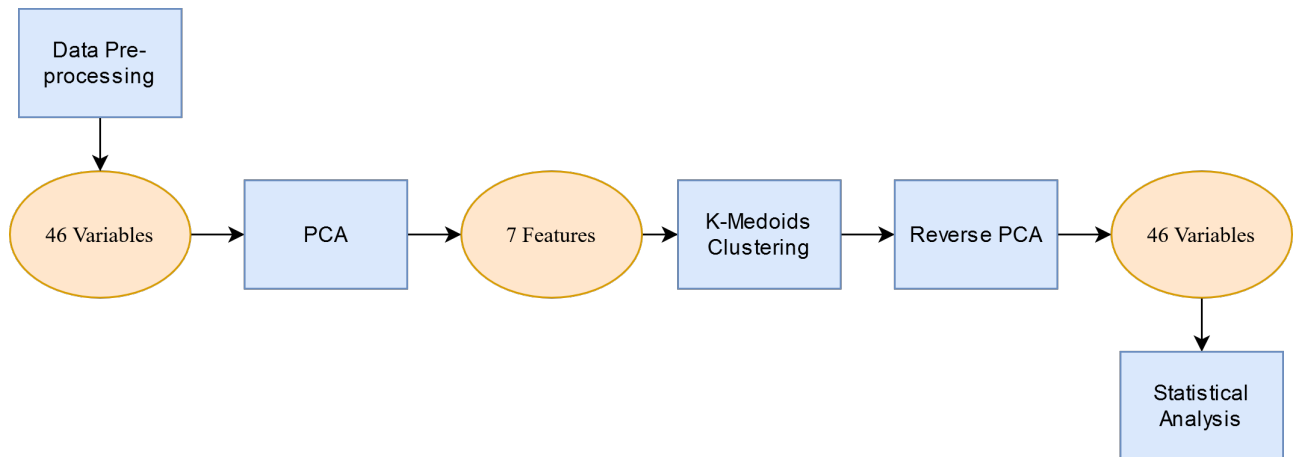 Data Pre-
processing
46 Variables
PCA
7 Features
K-Medoids
Clustering
Reverse PCA
46 Variables
Statistical
Analysis